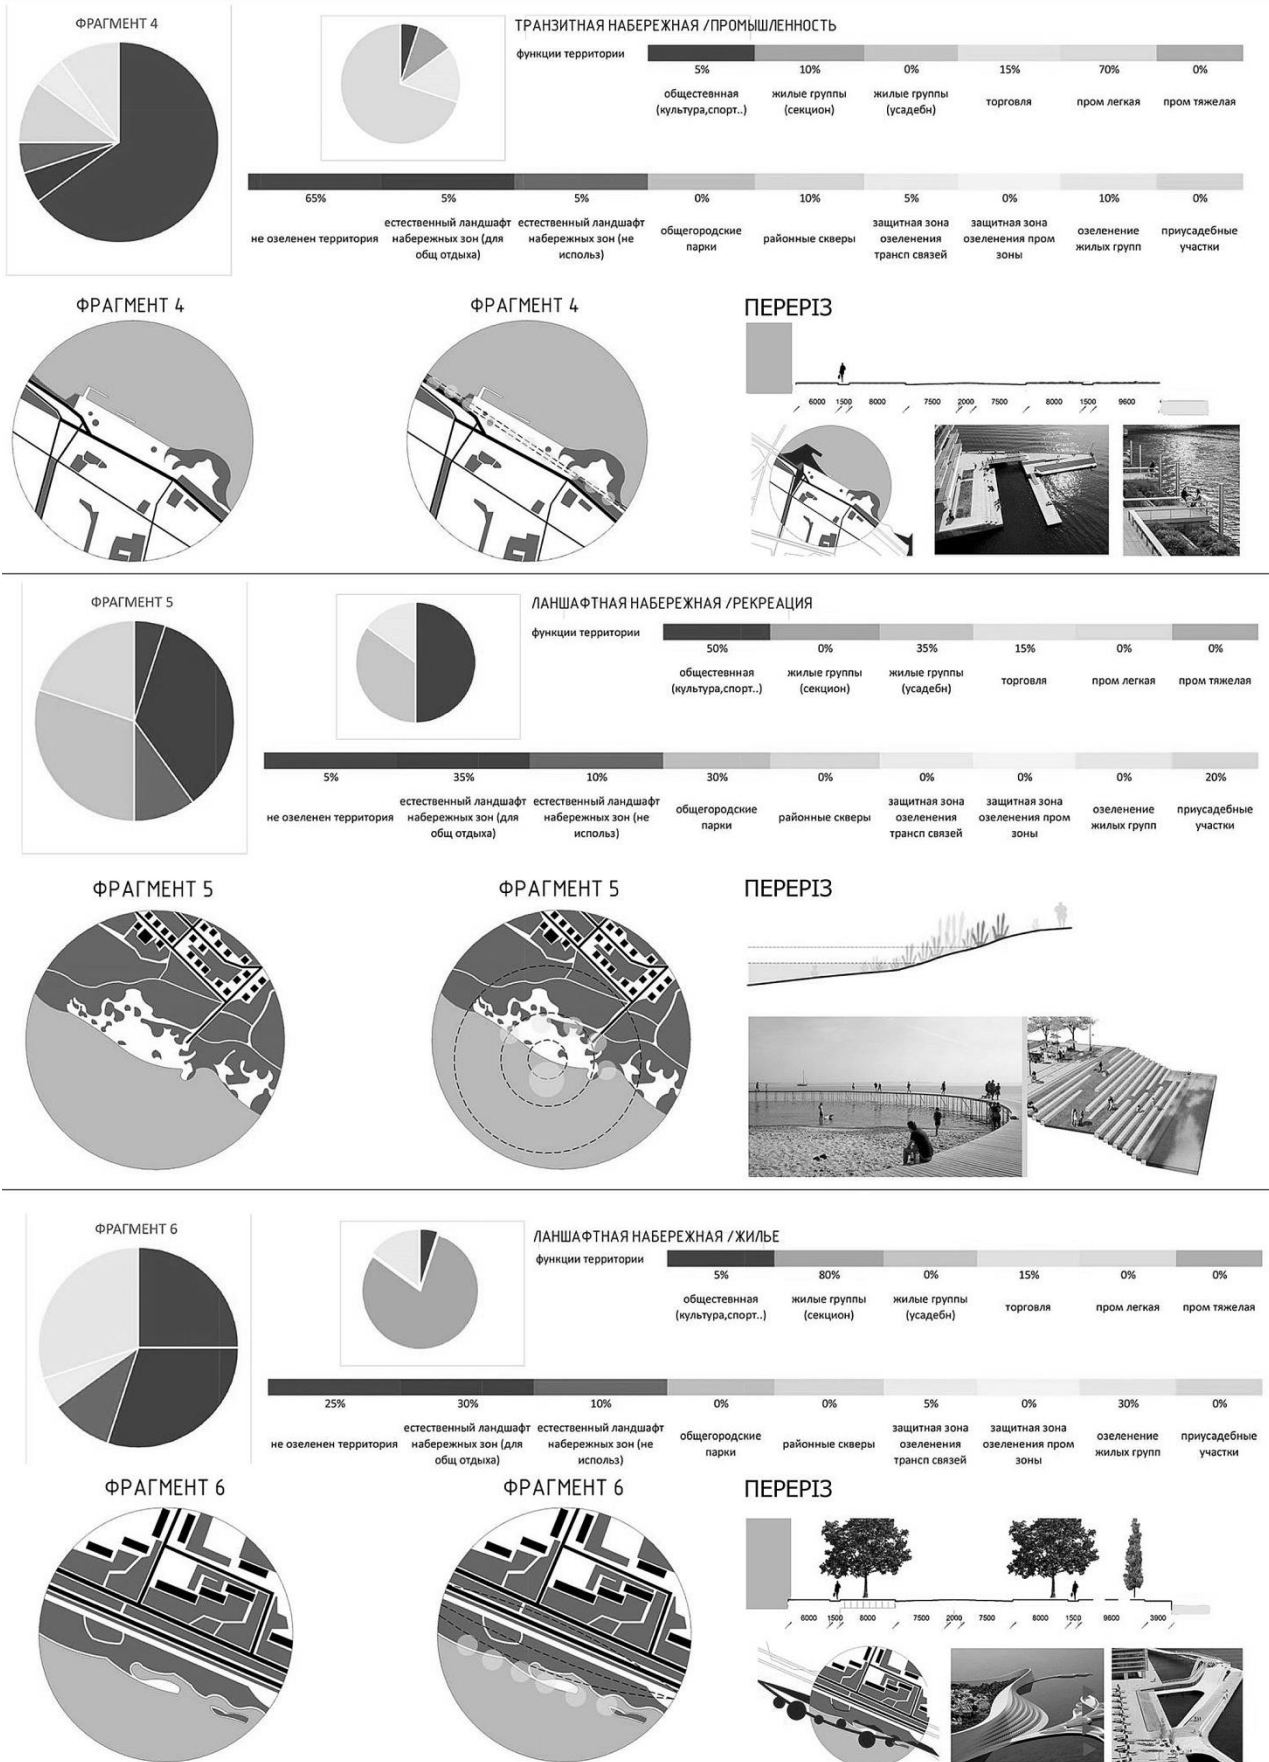 ФРАГМЕНТ 4
ТРАНЗИТНАЯ НАБЕРЕЖНАЯ /ПРОМЫШЛЕННОСТЬ
функции территории
5% 10% 0% 15% 70% 0%
общестевнная жилые группы жилые группы торговля пром легкая пром тяжелая
(культура,спорт..) (секцион) (усадебн)
65% 5% 5% 0% 10% 5% 0% 10% 0%
естественный ландшафт естественный ландшафт общегородские защитная зона защитная зона озеленение приусадебные
не озеленен территория набережных зон (для набережных зон (не парки районные скверы озеленения озеленения пром жилых групп участки
общ отдыха) использ) трансп связей зоны
ФРАГМЕНТ 4 ФРАГМЕНТ 4 ПЕРЕРІЗ
6000 1500 8000 7500 2000 7500 8000 1500 9600
ФРАГМЕНТ 5
ЛАНШАФТНАЯ НАБЕРЕЖНАЯ /РЕКРЕАЦИЯ
функции территории
50% 0% 35% 15% 0% 0%
общестевнная жилые группы жилые группы торговля пром легкая пром тяжелая
(культура,спорт..) (секцион) (усадебн)
5% 35% 10% 30% 0% 0% 0% 0% 20%
естественный ландшафт естественный ландшафт общегородские защитная зона защитная зона озеленение приусадебные
не озеленен территория набережных зон (для набережных зон (не парки районные скверы озеленения озеленения пром жилых групп участки
общ отдыха) использ) трансп связей зоны
ФРАГМЕНТ 5 ФРАГМЕНТ 5 ПЕРЕРІЗ
ФРАГМЕНТ 6
ЛАНШАФТНАЯ НАБЕРЕЖНАЯ /ЖИЛЬЕ
функции территории
5% 80% 0% 15% 0% 0%
общестевнная жилые группы жилые группы торговля пром легкая пром тяжелая
(культура,спорт..) (секцион) (усадебн)
25% 30% 10% 0% 0% 5% 0% 30% 0%
естественный ландшафт естественный ландшафт общегородские защитная зона защитная зона озеленение приусадебные
не озеленен территория набережных зон (для набережных зон (не парки районные скверы озеленения озеленения пром жилых групп участки
общ отдыха) использ) трансп связей зоны
ФРАГМЕНТ 6 ФРАГМЕНТ 6 ПЕРЕРІЗ
6000 1500 8000 7500 2000 7500 8000 1500 9600 3900